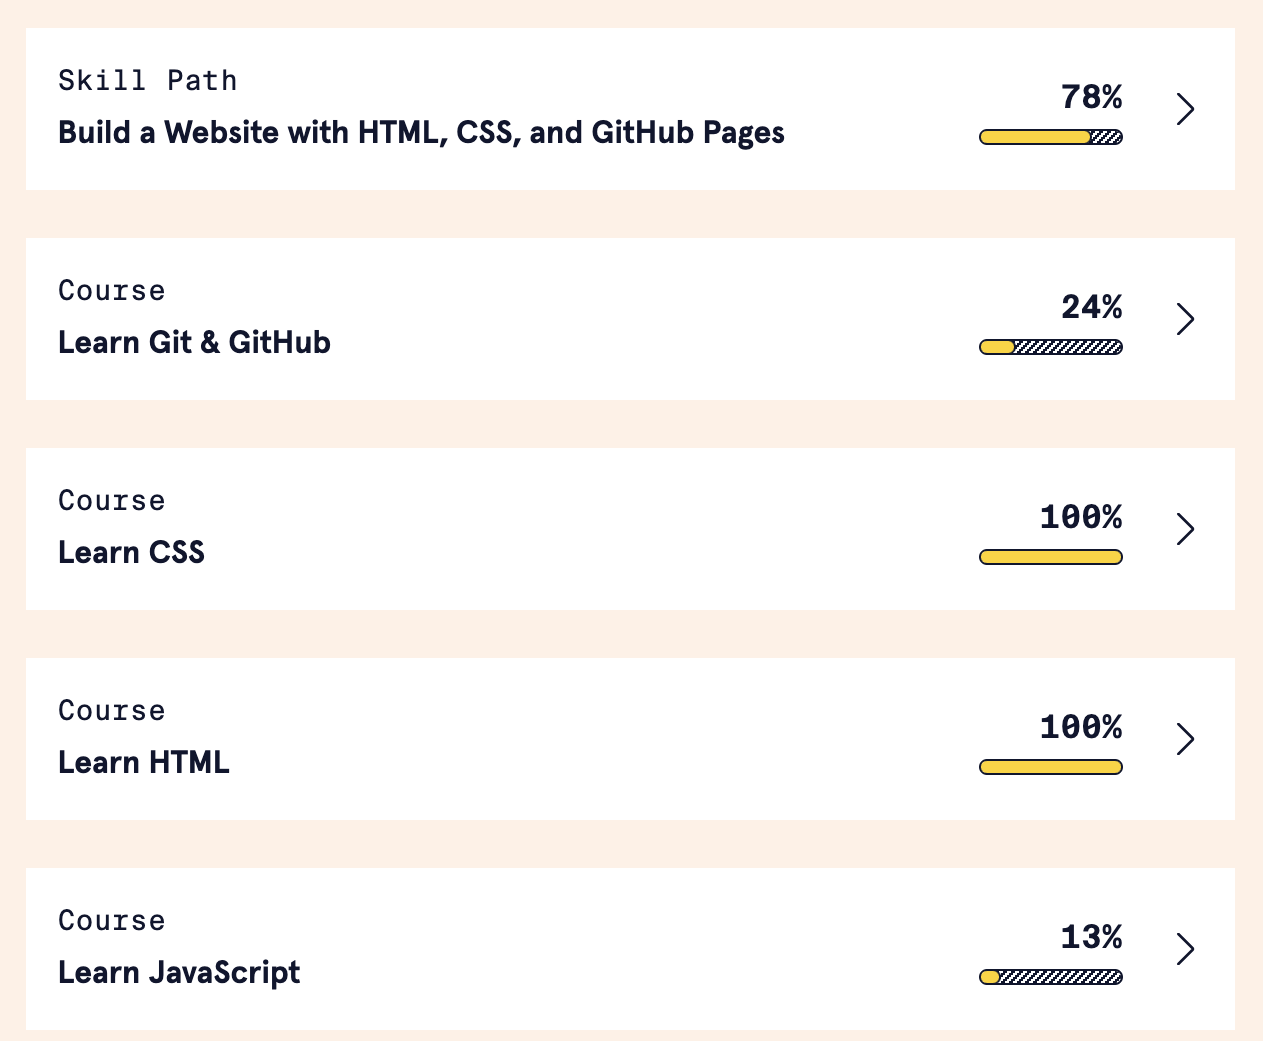 Skill Path
Build a Website with HTML, CSS, and GitHub Pages
78%
Course
Learn Git & GitHub
24%
Course
Learn CSS
100%
Course
Learn HTML
100%
Course
Learn JavaScript
13%